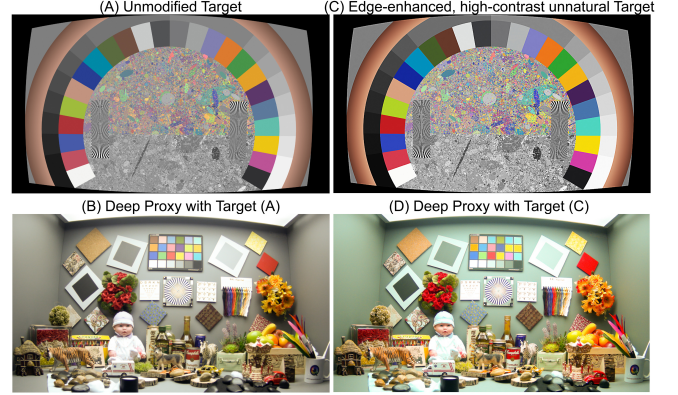 (A) Unmodified Target
(C) Edge-enhanced, high-contrast unnatural Target
(B) Deep Proxy with Target (A)
(D) Deep Proxy with Target (C)